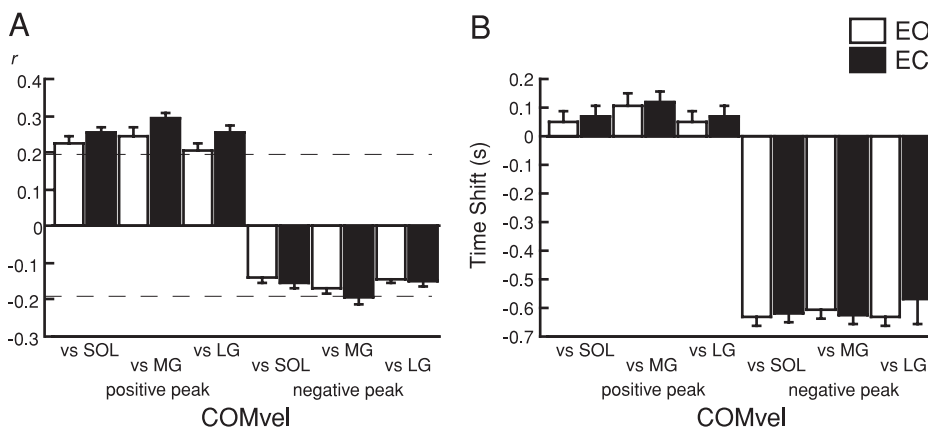 A
r
0.4
0.3
0.2
0.1
0
-0.1
-0.2
-0.3
vs SOL
vs MG
vs LG
vs SOL
vs MG
vs LG
positive peak
negative peak
COMvel
B
EO
EC
Time Shift (s)
0.2
0.1
0
-0.1
-0.2
-0.3
-0.4
-0.5
-0.6
-0.7
vs SOL
vs MG
vs LG
vs SOL
vs MG
vs LG
positive peak
negative peak
COMvel